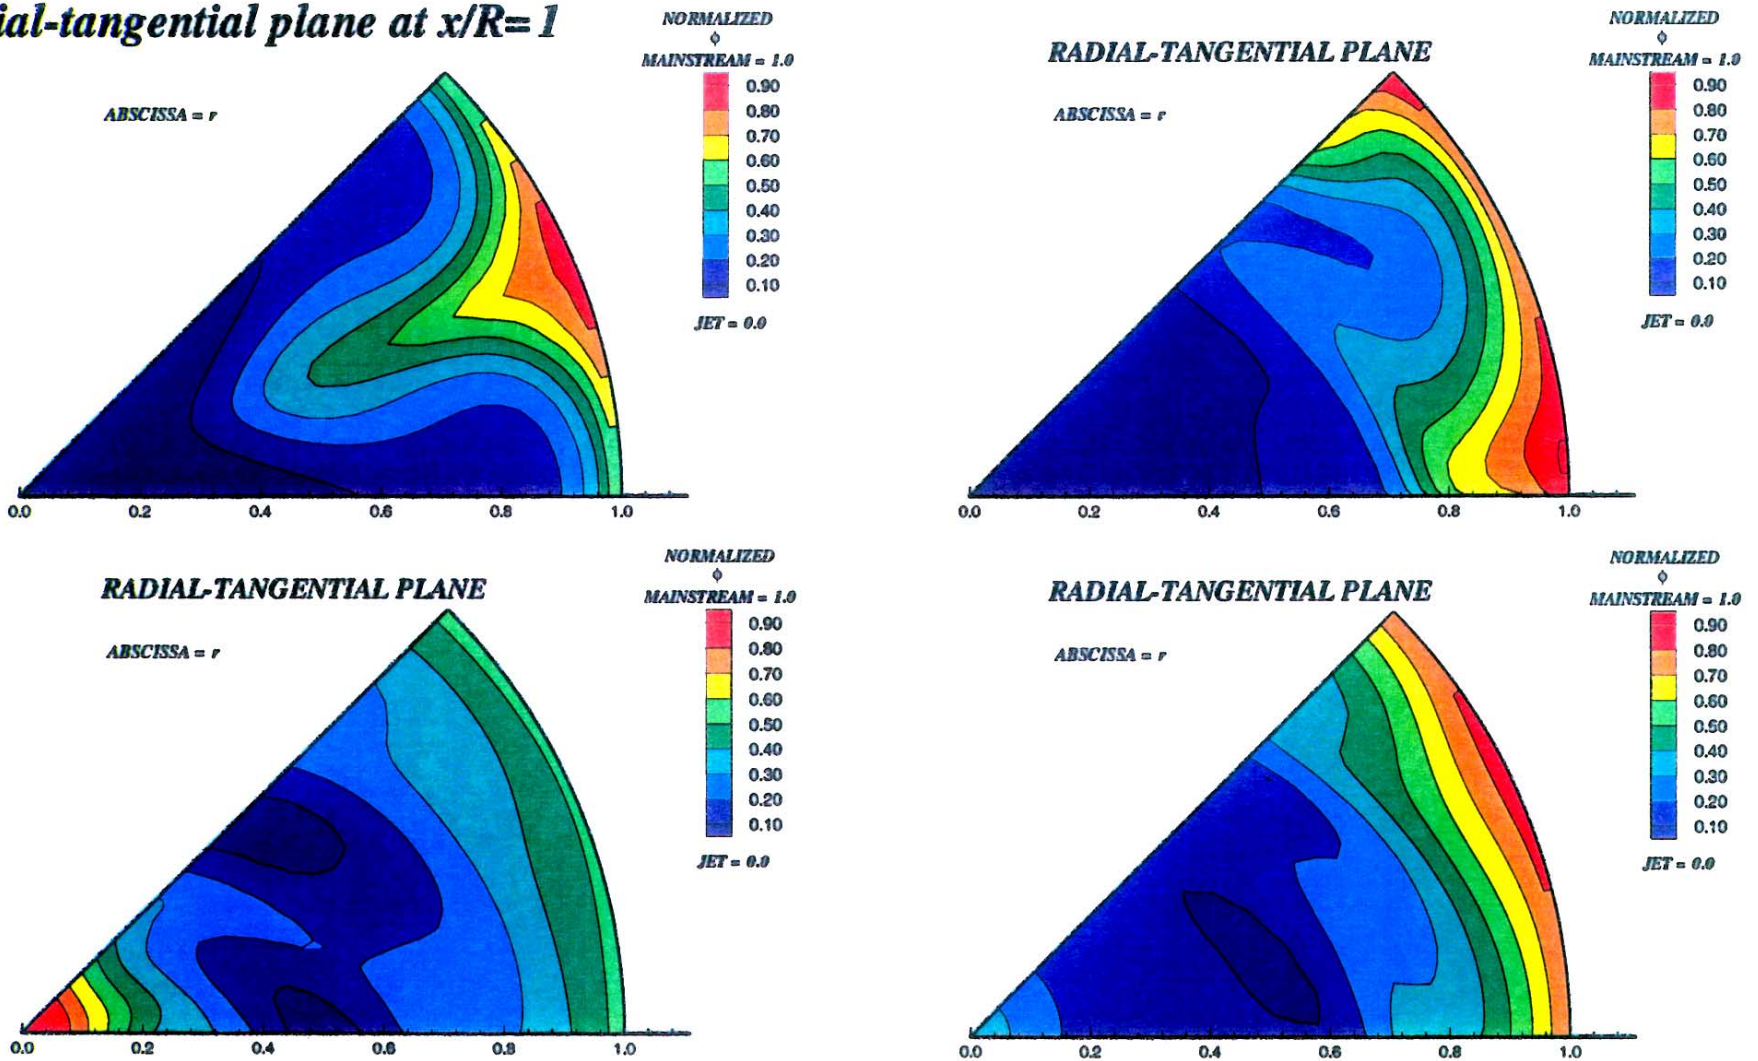 ial-tangential plane at x/R= 1
NORMALIZED
ϕ
MAINSTREAM = 1.0
ABSCISSA = r
0.90
0.80
0.70
0.60
0.50
0.40
0.30
0.20
0.10
JET = 0.0
0.0 0.2 0.4 0.6 0.8 1.0
NORMALIZED
ϕ
RADIAL-TANGENTIAL PLANE
MAINSTREAM = 1.0
ABSCISSA = r
0.90
0.80
0.70
0.60
0.50
0.40
0.30
0.20
0.10
JET = 0.0
0.0 0.2 0.4 0.6 0.8 1.0
NORMALIZED
ϕ
RADIAL-TANGENTIAL PLANE
MAINSTREAM = 1.0
ABSCISSA = r
0.90
0.80
0.70
0.60
0.50
0.40
0.30
0.20
0.10
JET = 0.0
0.0 0.2 0.4 0.6 0.8 1.0
NORMALIZED
ϕ
RADIAL-TANGENTIAL PLANE
MAINSTREAM = 1.0
ABSCISSA = r
0.90
0.80
0.70
0.60
0.50
0.40
0.30
0.20
0.10
JET = 0.0
0.0 0.2 0.4 0.6 0.8 1.0